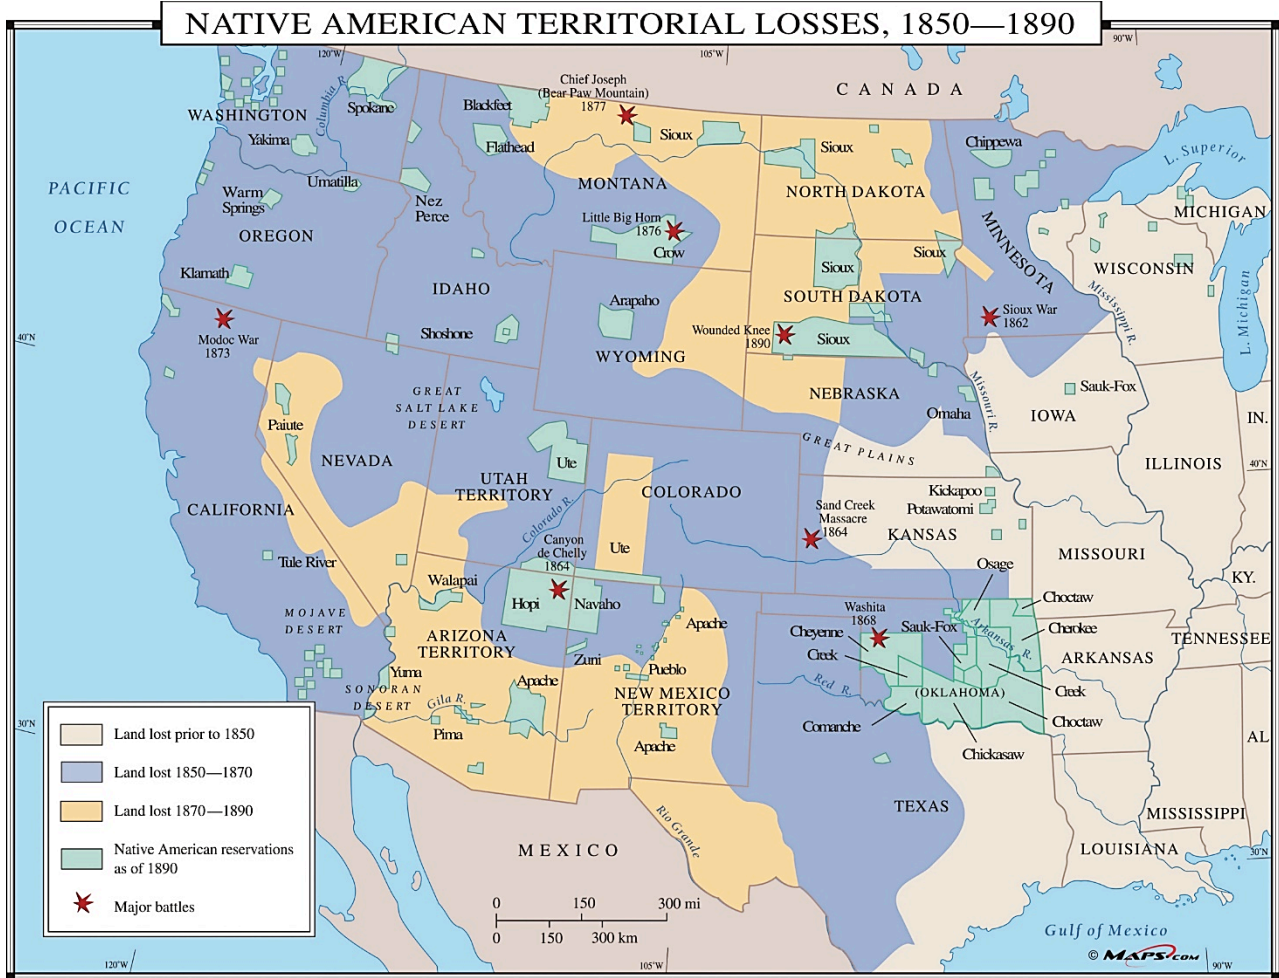 NATIVE AMERICAN TERRITORIAL LOSSES, 1850—1890
120°W
105°W
90°W
CANADA
Chief Joseph
(Bear Paw Mountain)
1877
WASHINGTON
Columbia R.
Spokane
Blackfeet
Sioux
Sioux
Chippewa
L. Superior
Yakima
Flathead
PACIFIC
OCEAN
Umatilla
MONTANA
NORTH DAKOTA
Warm
Springs
Nez
Perce
MICHIGAN
OREGON
Little Big Horn
1876
Crow
MINNESOTA
Klamath
Sioux
Sioux
WISCONSIN
IDAHO
Arapaho
SOUTH DAKOTA
Mississippi R.
L. Michigan
Modoc War
1873
Sioux War
1862
40°N
Shoshone
WYOMING
Wounded Knee
1890
Sioux
GREAT
SALT LAKE
DESERT
NEBRASKA
Missouri R.
Sauk-Fox
Omaha
IOWA
IN.
Paiute
GREAT PLAINS
NEVADA
Ute
ILLINOIS
40°N
UTAH
TERRITORY
COLORADO
Kickapoo
Potawatomi
CALIFORNIA
Colorado R.
Sand Creek
Massacre
1864
KANSAS
Canyon
de Chelly
1864
Ute
MISSOURI
Tule River
Osage
KY.
Walapai
Hopi
Navaho
Choctaw
MOJAVE
DESERT
Washita
1868
Apache
Cheyenne
Sauk-Fox
Arkansas R.
Cherokee
TENNESSEE
ARIZONA
TERRITORY
Creek
ARKANSAS
Zuni
Pueblo
Yuma
SONORAN
DESERT
Apache
Red R.
(OKLAHOMA)
Creek
Gila R.
NEW MEXICO
TERRITORY
Comanche
Choctaw
30°N
Pima
Apache
Chickasaw
AL
Land lost prior to 1850
Land lost 1850—1870
Land lost 1870—1890
Native American reservations
as of 1890
Major battles
TEXAS
MISSISSIPPI
Rio Grande
MEXICO
LOUISIANA
30°N
0 150 300 mi
0 150 300 km
Gulf of Mexico
© MAPS.COM
120°W
105°W
90°W